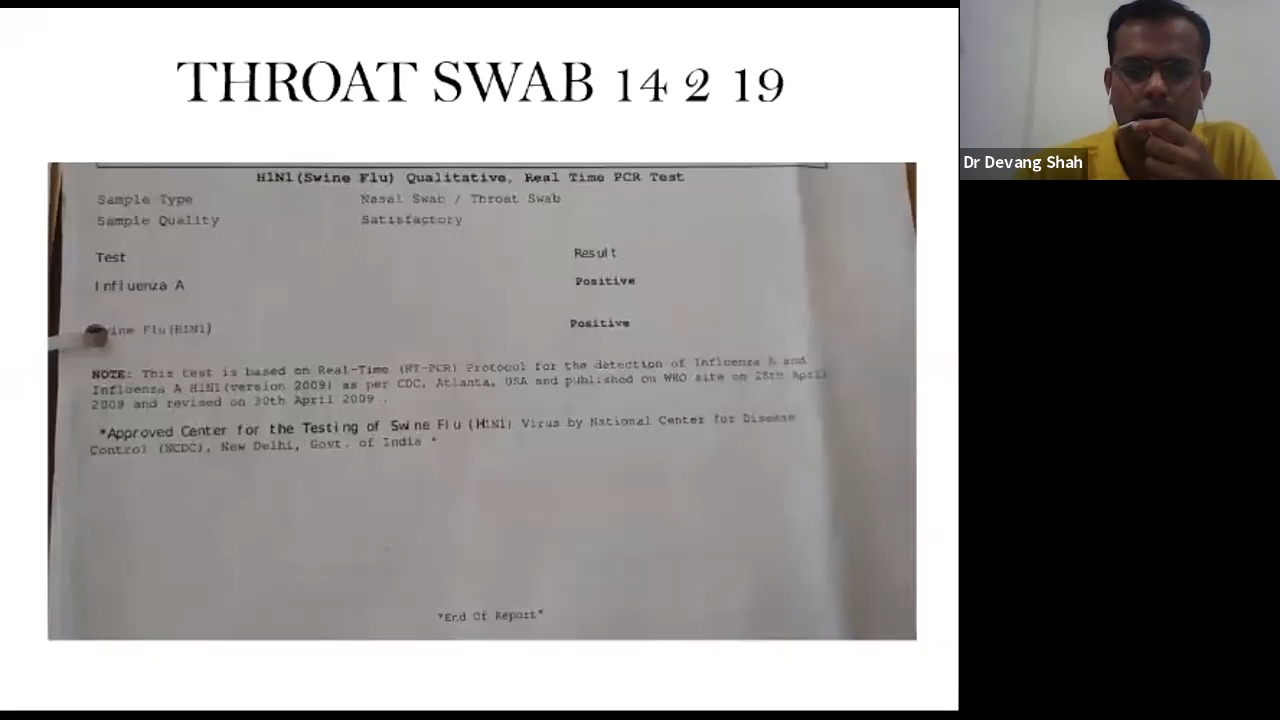 THROAT SWAB 14 2 19
Dr Devang Shah
H1N1(Swine Flu) Qualitative, Real Time PCR Test
Sample Type Nasal Swab / Throat Swab
Sample Quality Satisfactory
Test Result
Influenza A Positive
ine Flu(H1N1) Positive
NOTE: This test is based on Real-Time (RT-PCR) Protocol for the detection of Influenza A and
Influenza A H1N1(version 2009) as per CDC, Atlanta, USA and published on WHO site on 28th April
2009 and revised on 30th April 2009 .
*Approved Center for the Testing of Swine Flu (H1N1) Virus by National Center for Disease
Control (NCDC), New Delhi, Govt. of India *
*End Of Report*